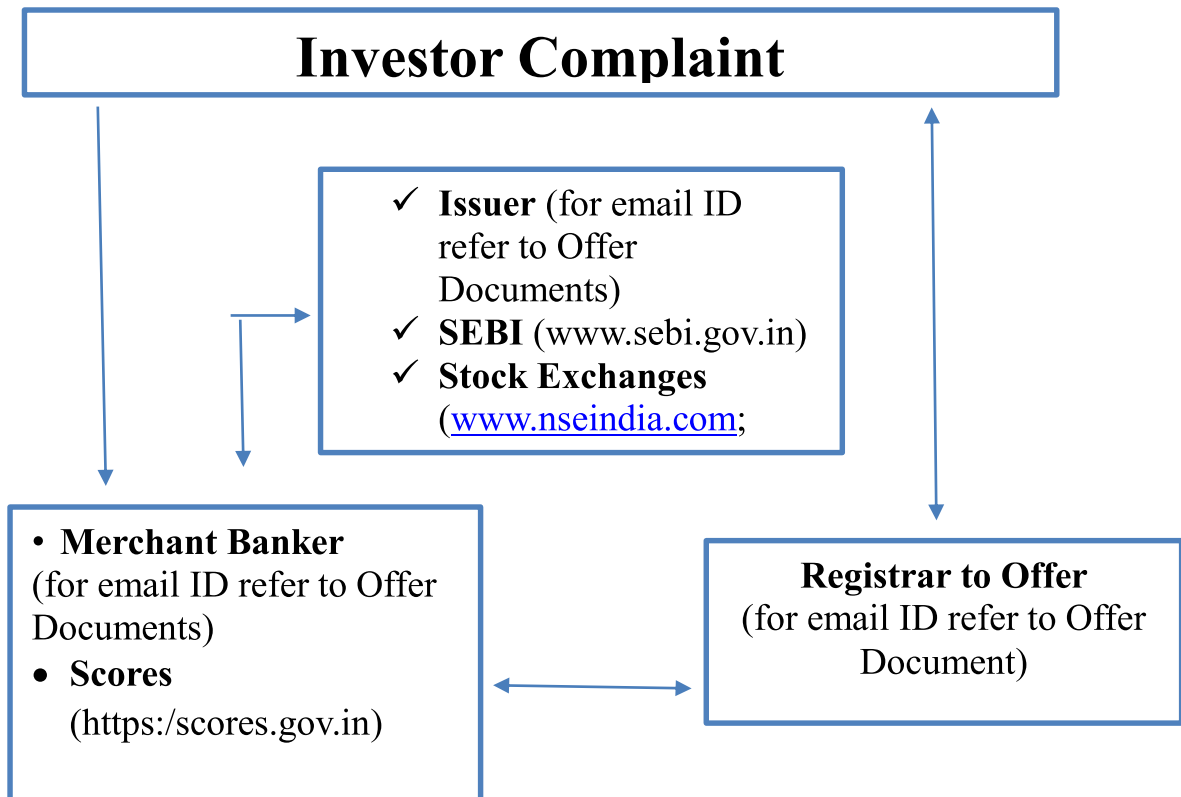 Investor Complaint
✓ Issuer (for email ID
refer to Offer
Documents)
✓ SEBI (www.sebi.gov.in)
✓ Stock Exchanges
(www.nseindia.com;
• Merchant Banker
(for email ID refer to Offer
Documents)
• Scores
(https:/scores.gov.in)
Registrar to Offer
(for email ID refer to Offer
Document)